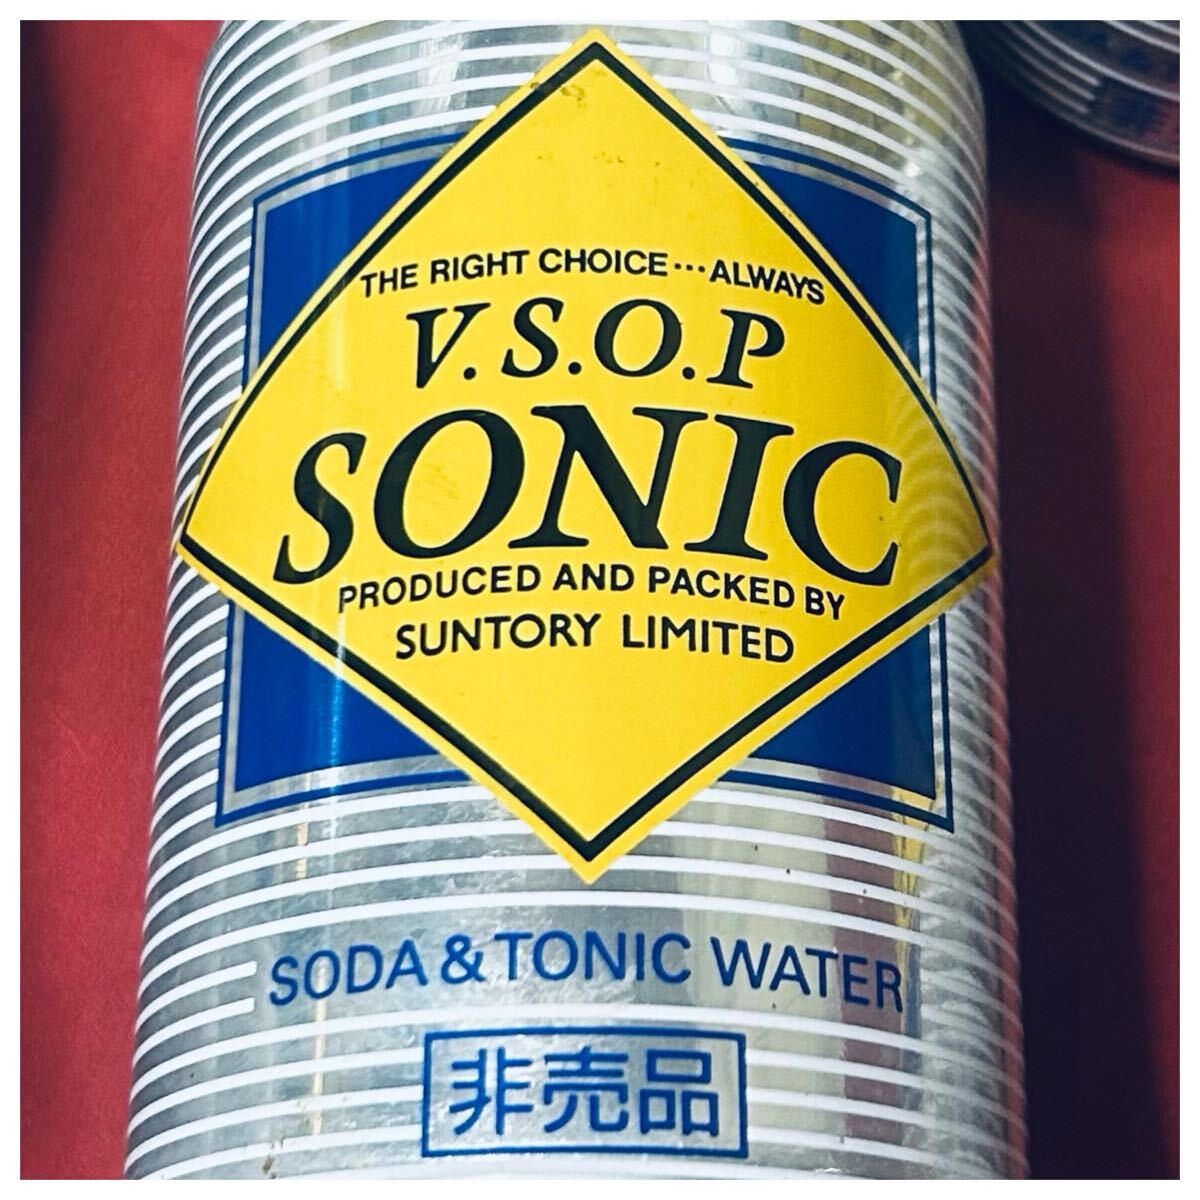 THE RIGHT CHOICE…ALWAYS
V.S.O.P
SONIC
PRODUCED AND PACKED BY
SUNTORY LIMITED
SODA & TONIC WATER
非売品